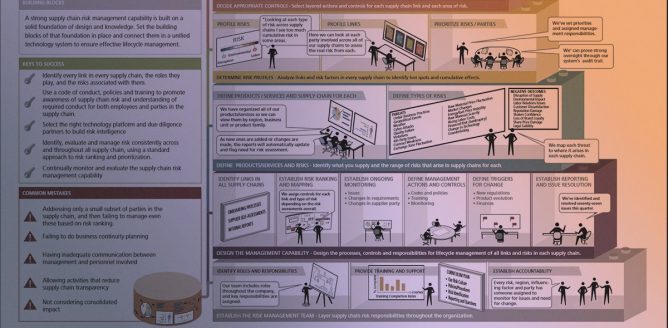 BUILDING BLOCKS
A strong supply chain risk management capability is built on a
solid foundation of design and knowledge. Set the building
blocks of that foundation in place and connect them in a unified
technology system to ensure effective lifecycle management.
KEYS TO SUCCESS
Identify every link in every supply chain, the roles they
play, and the risks associated with them.
Use a code of conduct, policies and training to promote
awareness of supply chain risk and understanding of
required conduct for both employees and parties in the
supply chain.
Select the right technology platform and due diligence
partners to build risk intelligence
Identify, evaluate and manage risk consistently across
and throughout all supply chain, using a standard
approach to risk ranking and prioritization.
Continually monitor and evaluate the supply chain risk
management capability
COMMON MISTAKES
Addressing only a small subset of parties in the
supply chain, and then failing to manage even
these based on risk ranking.
Failing to do business continuity planning
Having inadequate communication between
management and personnel involved
Allowing activities that reduce
supply chain transparency
Not considering consolidated
impact
DECIDE APPROPRIATE CONTROLS - Select layered actions and controls for each supply chain link and each area of risk.
PROFILE RISKS
PROFILE LINKS
PRIORITIZE RISKS / PARTIES
RISK
"Looking at each type
of risk across supply
chains I see too
much cumulative risk in
some areas.
Here we can look at each
party involved across all of
our supply chains to assess
total risk from each.
We've set priorities
and assigned manage-
ment responsibilities.
We can prove strong
oversight through our
system's audit trail.
DETERMINE RISK PROFILES - Analyze links and risk factors in every supply chain to identify hot spots and cumulative effects.
DEFINE PRODUCTS / SERVICES AND SUPPLY CHAIN FOR EACH
DEFINE TYPES OF RISKS
We have organized all of our
products/services so we can
view them by region, business
unit or product family.
As new ones are added or changes are
made, the reports will automatically update
and flag need for risk assessment.
THREATS
NEGATIVE OUTCOMES
We map each threat
to where it arises in
each supply chain.
DEFINE PRODUCTS/SERVICES AND RISKS - Identify what you supply and the range of risks that arise in supply chains for each.
IDENTIFY LINKS IN
ALL SUPPLY CHAINS
ESTABLISH RISK RANKING
AND MAPPING
ESTABLISH ONGOING
MONITORING
DEFINE MANAGEMENT
ACTIONS AND CONTROLS
DEFINE TRIGGERS
FOR CHANGE
ESTABLISH REPORTING
AND ISSUE RESOLUTION
We assign controls for each
link and type of risk
depending on the
risk assessment
- Issues
- Changes in requirements
- Changes in supplier party
- Codes and policies
- Training
- Monitoring
- New regulations
- Product evolution
- Finances
We've identified and
resolved seventy-seven
issues this quarter.
DESIGN THE MANAGEMENT CAPABILITY - Design the processes, controls and responsibilities for lifecycle management of all links and risks in each supply chain.
IDENTIFY ROLES AND RESPONSIBILITIES
PROVIDE TRAINING AND SUPPORT
ESTABLISH ACCOUNTABILITY
Our team includes roles
throughout the company,
and key responsibilities are
assigned.
Training Completion Rates
Every risk, region, influenc-
ing factor and party has
someone assigned to monitor
for issues and need for change.
ESTABLISH THE RISK MANAGEMENT TEAM - Layer supply chain risk responsibilities throughout the organization.